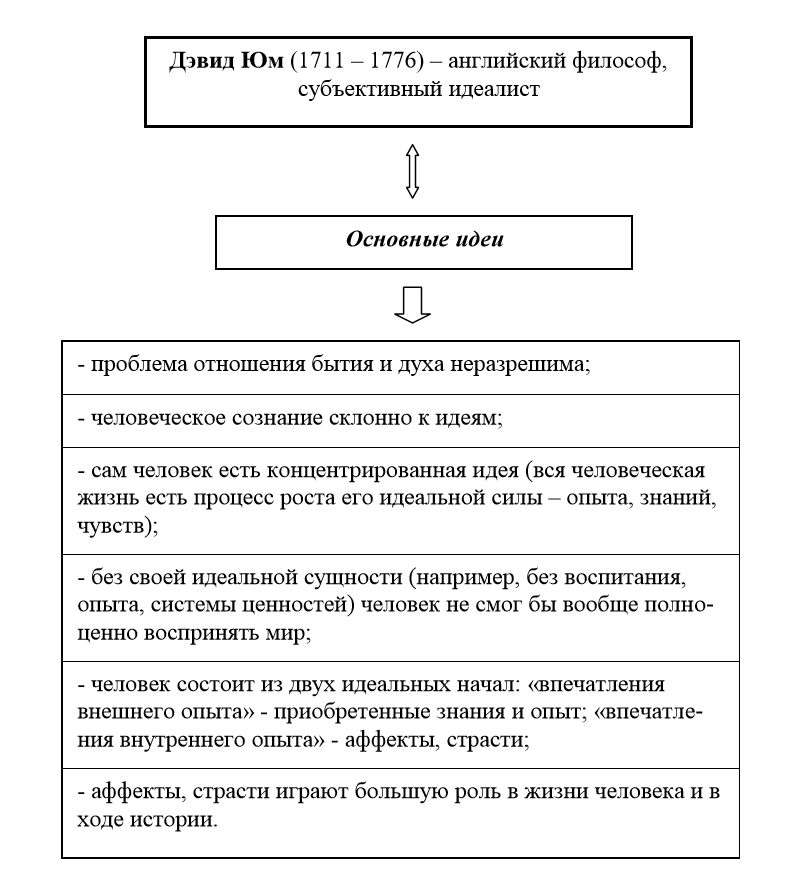 Дэвид Юм (1711 – 1776) – английский философ,
субъективный идеалист
Основные идеи
- проблема отношения бытия и духа неразрешима;
- человеческое сознание склонно к идеям;
- сам человек есть концентрированная идея (вся человеческая
жизнь есть процесс роста его идеальной силы – опыта, знаний,
чувств);
- без своей идеальной сущности (например, без воспитания,
опыта, системы ценностей) человек не смог бы вообще полно-
ценно воспринять мир;
- человек состоит из двух идеальных начал: «впечатления
внешнего опыта» - приобретенные знания и опыт; «впечатле-
ния внутреннего опыта» - аффекты, страсти;
- аффекты, страсти играют большую роль в жизни человека и в
ходе истории.